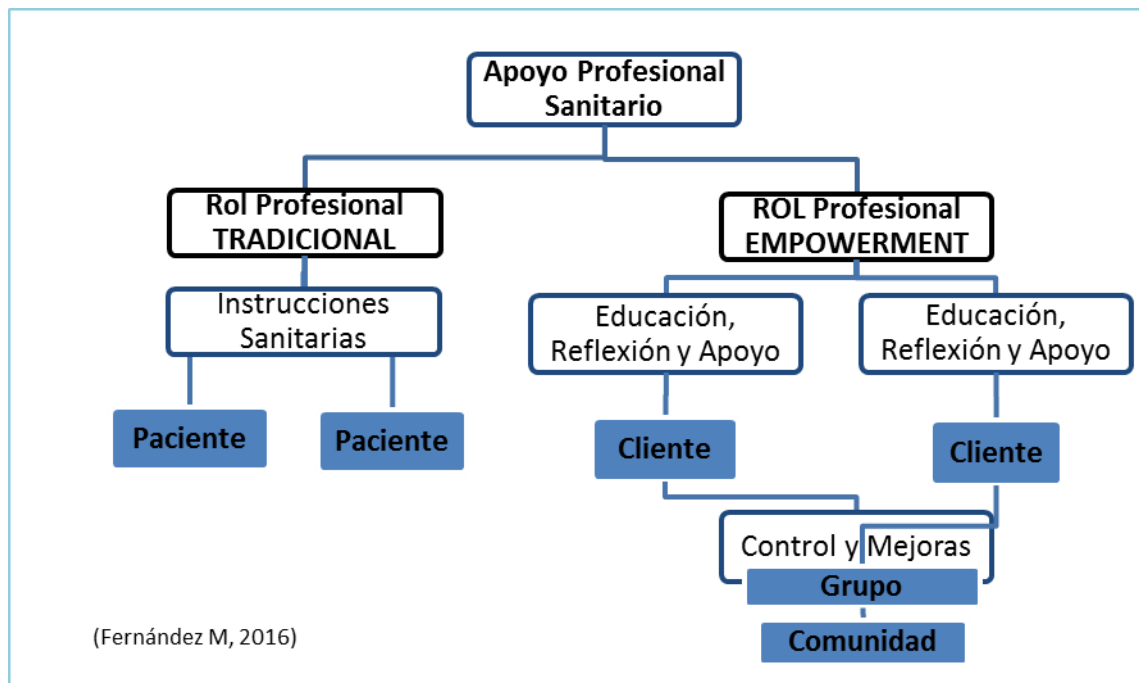 Apoyo Profesional
Sanitario
Rol Profesional
TRADICIONAL
ROL Profesional
EMPOWERMENT
Instrucciones
Sanitarias
Educación,
Reflexión y Apoyo
Educación,
Reflexión y Apoyo
Paciente
Paciente
Cliente
Cliente
Control y Mejoras
Grupo
Comunidad
(Fernández M, 2016)